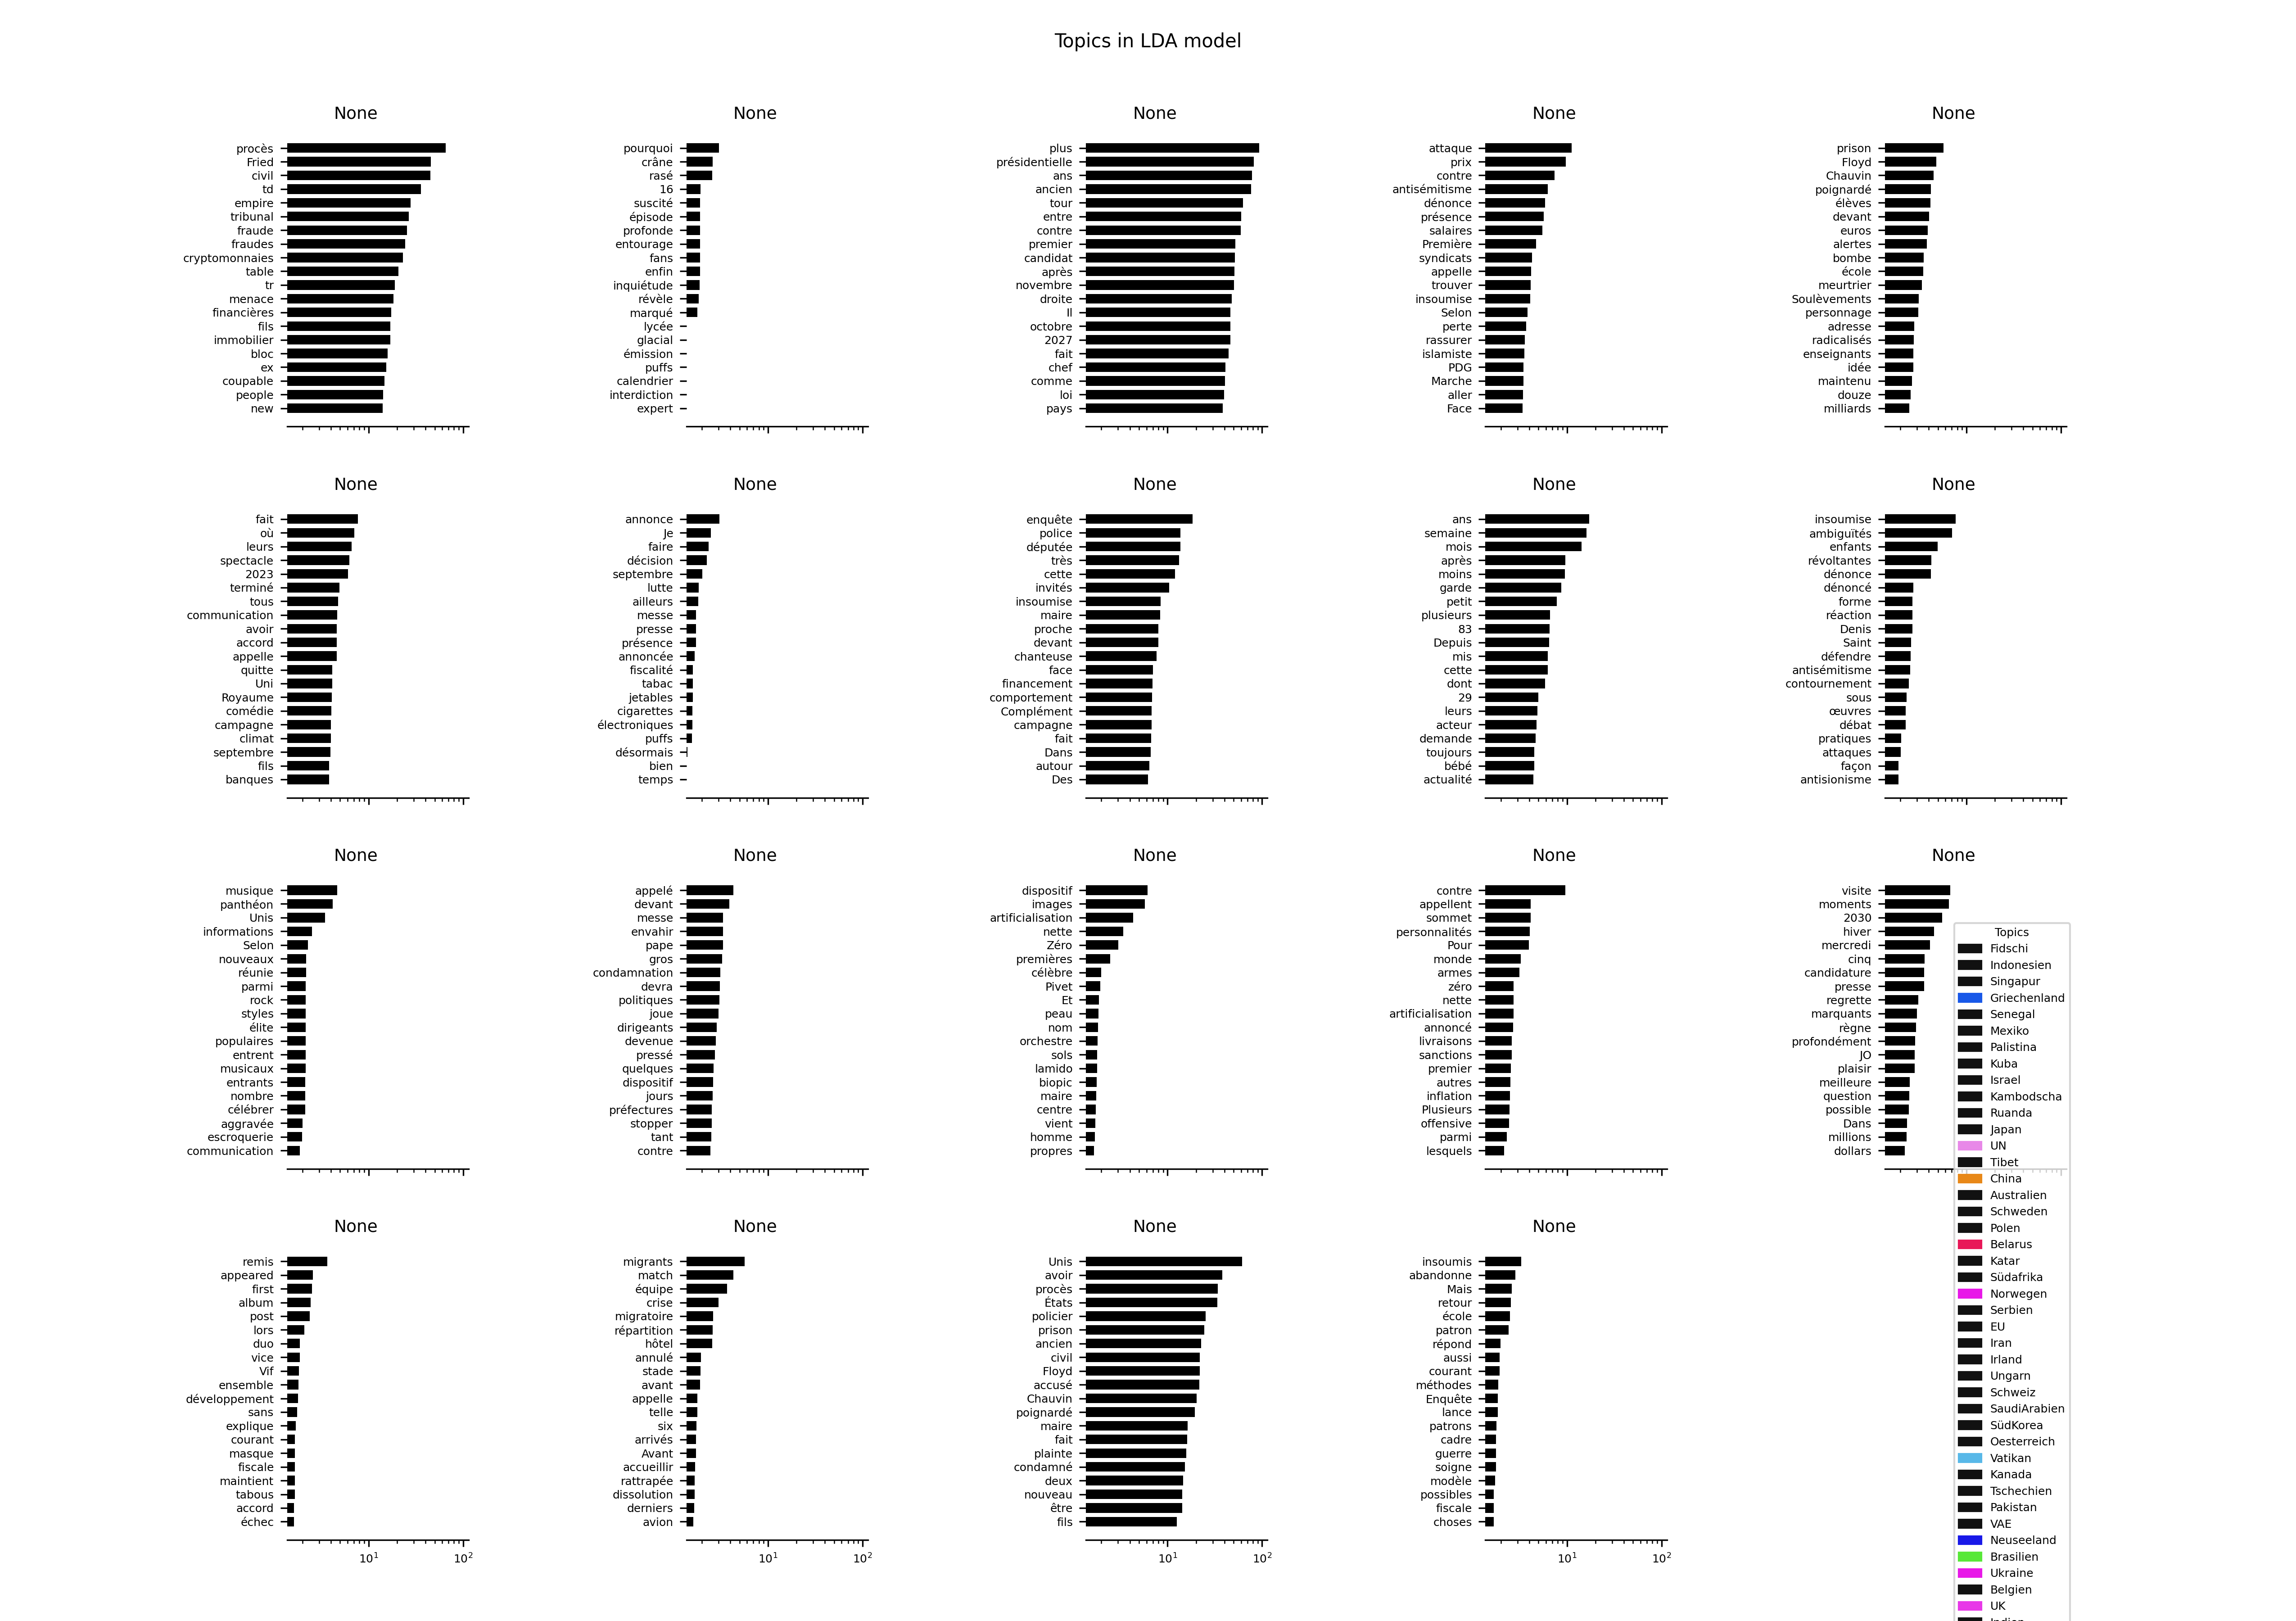 Topics in LDA model
None
procès
Fried
civil
td
empire
tribunal
fraude
fraudes
cryptomonnaies
table
tr
menace
financières
fils
immobilier
bloc
ex
coupable
people
new
None
pourquoi
crâne
rasé
16
suscité
épisode
profonde
entourage
fans
enfin
inquiétude
révèle
marqué
lycée
glacial
émission
puffs
calendrier
interdiction
expert
None
plus
présidentielle
ans
ancien
tour
entre
contre
premier
candidat
après
novembre
droite
Il
octobre
2027
fait
chef
comme
loi
pays
None
attaque
prix
contre
antisémitisme
dénonce
présence
salaires
Première
syndicats
appelle
trouver
insoumise
Selon
perte
rassurer
islamiste
PDG
Marche
aller
Face
None
prison
Floyd
Chauvin
poignardé
élèves
devant
euros
alertes
bombe
école
meurtrier
Soulèvements
personnage
adresse
radicalisés
enseignants
idée
maintenu
douze
milliards
None
fait
où
leurs
spectacle
2023
terminé
tous
communication
avoir
accord
appelle
quitte
Uni
Royaume
comédie
campagne
climat
septembre
fils
banques
None
annonce
Je
faire
décision
septembre
lutte
ailleurs
messe
presse
présence
annoncée
fiscalité
tabac
jetables
cigarettes
électroniques
puffs
désormais
bien
temps
None
enquête
police
députée
très
cette
invités
insoumise
maire
proche
devant
chanteuse
face
financement
comportement
Complément
campagne
fait
Dans
autour
Des
None
ans
semaine
mois
après
moins
garde
petit
plusieurs
83
Depuis
mis
cette
dont
29
leurs
acteur
demande
toujours
bébé
actualité
None
insoumise
ambiguïtés
enfants
révoltantes
dénonce
dénoncé
forme
réaction
Denis
Saint
défendre
antisémitisme
contournement
sous
œuvres
débat
pratiques
attaques
façon
antisionisme
None
musique
panthéon
Unis
informations
Selon
nouveaux
réunie
parmi
rock
styles
élite
populaires
entrent
musicaux
entrants
nombre
célébrer
aggravée
escroquerie
communication
None
appelé
devant
messe
envahir
pape
gros
condamnation
devra
politiques
joue
dirigeants
devenue
pressé
quelques
dispositif
jours
préfectures
stopper
tant
contre
None
dispositif
images
artificialisation
nette
Zéro
premières
célèbre
Pivet
Et
peau
nom
orchestre
sols
lamido
biopic
maire
centre
vient
homme
propres
None
contre
appellent
sommet
personnalités
Pour
monde
armes
zéro
nette
artificialisation
annoncé
livraisons
sanctions
premier
autres
inflation
Plusieurs
offensive
parmi
lesquels
None
visite
moments
2030
hiver
mercredi
cinq
candidature
presse
regrette
marquants
règne
profondément
JO
plaisir
meilleure
question
possible
Dans
millions
dollars
None
remis
appeared
first
album
post
lors
duo
vice
Vif
ensemble
développement
sans
explique
courant
masque
fiscale
maintient
tabous
accord
échec
10¹ 10²
None
migrants
match
équipe
crise
migratoire
répartition
hôtel
annulé
stade
avant
appelle
telle
six
arrivés
Avant
accueillir
rattrapée
dissolution
derniers
avion
10¹ 10²
None
Unis
avoir
procès
États
policier
prison
ancien
civil
Floyd
accusé
Chauvin
poignardé
maire
fait
plainte
condamné
deux
nouveau
être
fils
10¹ 10²
None
insoumis
abandonne
Mais
retour
école
patron
répond
aussi
courant
méthodes
Enquête
lance
patrons
cadre
guerre
soigne
modèle
possibles
fiscale
choses
10¹ 10²
Topics
Fidschi
Indonesien
Singapur
Griechenland
Senegal
Mexiko
Palistina
Kuba
Israel
Kambodscha
Ruanda
Japan
UN
Tibet
China
Australien
Schweden
Polen
Belarus
Katar
Südafrika
Norwegen
Serbien
EU
Iran
Irland
Ungarn
Schweiz
SaudiArabien
SüdKorea
Oesterreich
Vatikan
Kanada
Tschechien
Pakistan
VAE
Neuseeland
Brasilien
Ukraine
Belgien
UK